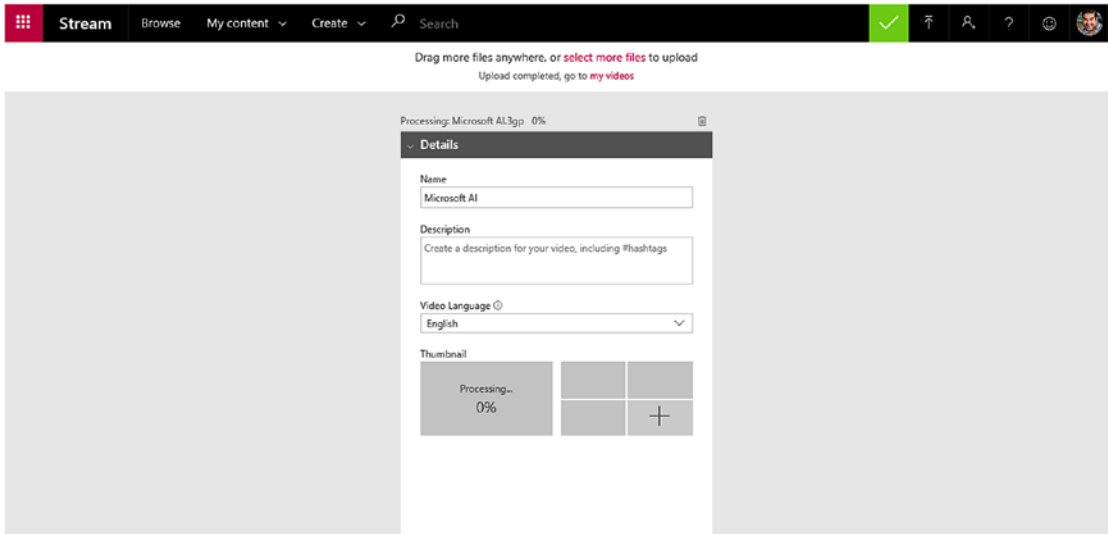 Stream Browse My content Create Search
Drag more files anywhere, or select more files to upload
Upload completed, go to my videos
Processing: Microsoft AI.3gp 0%
Details
Name
Microsoft AI
Description
Create a description for your video, including #hashtags
Video Language
English
Thumbnail
Processing...
0%